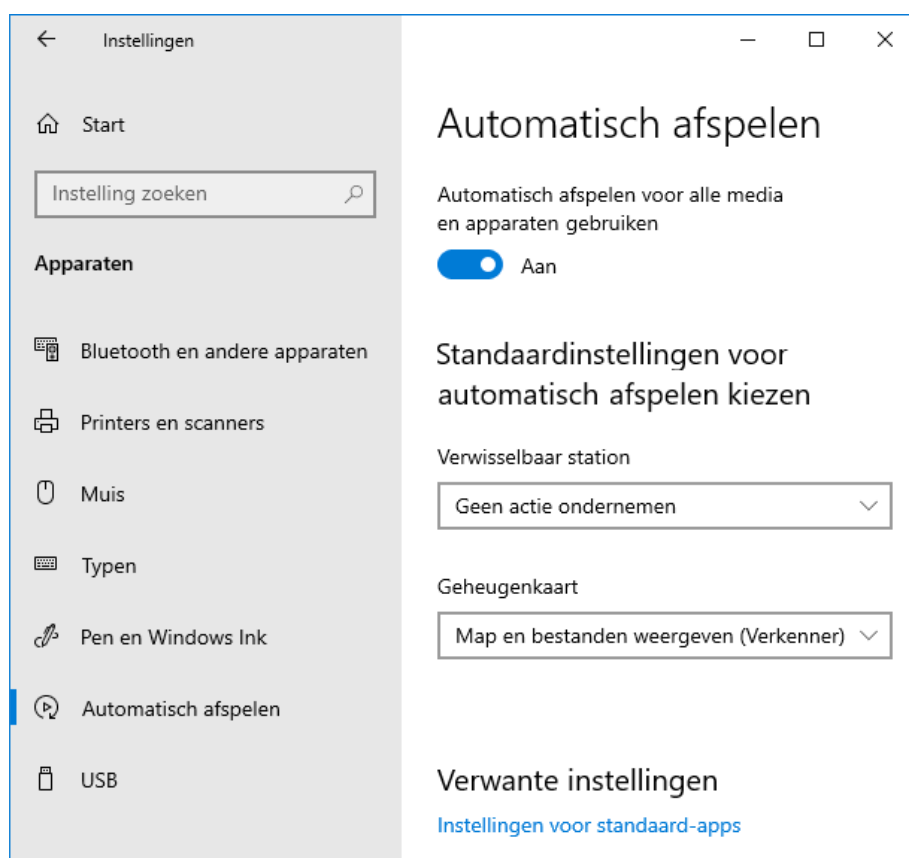 Instellingen
Start
Instelling zoeken
Apparaten
Bluetooth en andere apparaten
Printers en scanners
Muis
Typen
Pen en Windows Ink
Automatisch afspelen
USB
Automatisch afspelen
Automatisch afspelen voor alle media
en apparaten gebruiken
Aan
Standaardinstellingen voor
automatisch afspelen kiezen
Verwisselbaar station
Geen actie ondernemen
Geheugenkaart
Map en bestanden weergeven (Verkenner)
Verwante instellingen
Instellingen voor standaard-apps